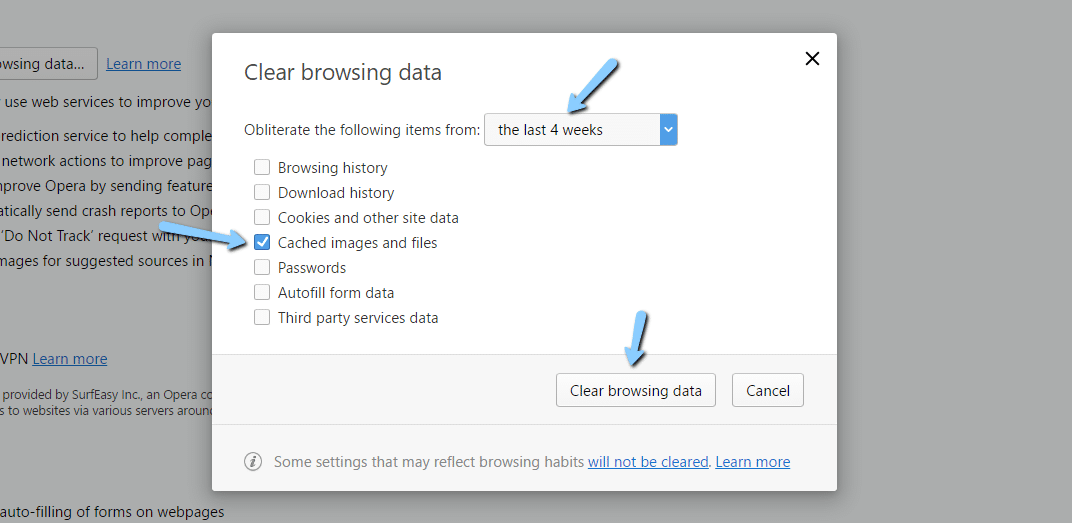 Clear browsing data
owsing data... Learn more
use web services to improve yo
Obliterate the following items from: the last 4 weeks
rediction service to help comple
network actions to improve pag
mprove Opera by sending feature
atically send crash reports to Ope
'Do Not Track' request with your
mages for suggested sources in N
Browsing history
Download history
Cookies and other site data
Cached images and files
Passwords
Autofill form data
Third party services data
VPN Learn more
provided by SurfEasy Inc., an Opera co
s to websites via various servers around
Clear browsing data
Cancel
Some settings that may reflect browsing habits will not be cleared. Learn more
auto-filling of forms on webpages